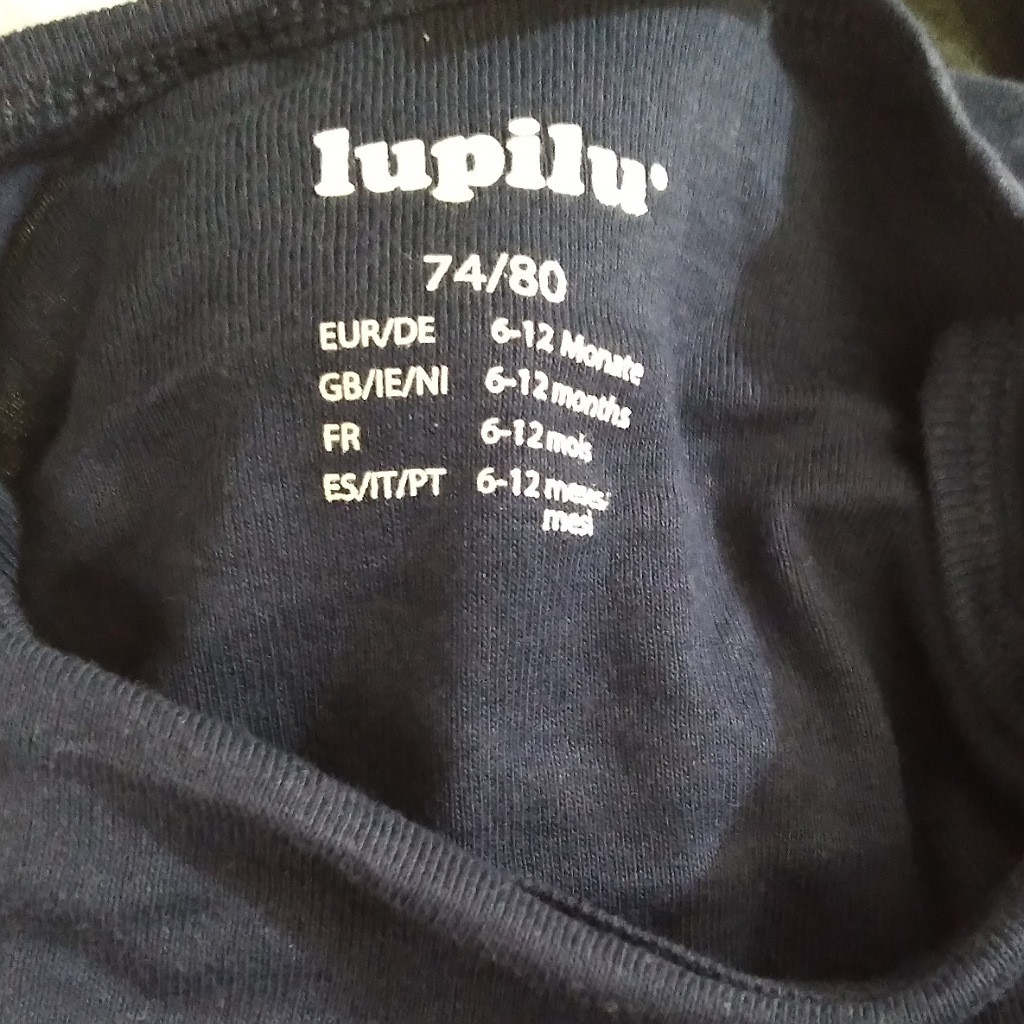 lupilu®
74/80
EUR/DE 6-12 Monate
GB/IE/NI 6-12 months
FR 6-12 mois
ES/IT/PT 6-12 meses/
mesi